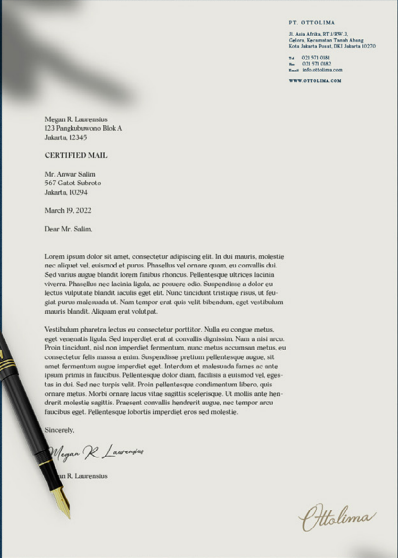 PT. OTTOLIMA
Jl. Asia Afrika, RT.1/RW.3,
Gelora, Kecamatan Tanah Abang
Kota Jakarta Pusat, DKI Jakarta 10270
Tel 021 571 0181
Fax 021 571 0182
Email info.ottolima.com
WWW.OTTOLIMA.COM
Megan R. Laurensius
123 Pangkubuwono Blok A
Jakarta, 12345
CERTIFIED MAIL
Mr. Anwar Salim
567 Gatot Subroto
Jakarta, 10294
March 19, 2022
Dear Mr. Salim,
Lorem ipsum dolor sit amet, consectetur adipiscing elit. In dui mauris, molestie
nec aliquet vel, euismod et purus. Phasellus vel ornare quam, eu convallis dui.
Sed varius augue blandit lorem finibus rhoncus. Pellentesque ultrices lacinia
viverra. Phasellus nec lacinia ligula, ac posuere odio. Suspendisse a dolor eu
lectus vulputate blandit iaculis eget elit. Nunc tincidunt tristique risus, ut feu-
giat purus malesuada ut. Nam tempor erat quis velit bibendum, eget vestibulum
mauris blandit. Aliquam erat volutpat.
Vestibulum pharetra lectus eu consectetur porttitor. Nulla eu congue metus,
eget venenatis ligula. Sed imperdiet erat at convallis dignissim. Nam a nisi arcu.
Proin tincidunt, nisl non imperdiet fermentum, nunc metus accumsan metus, eu
consectetur felis massa a enim. Suspendisse pretium pellentesque augue, sit
amet fermentum augue imperdiet eget. Interdum et malesuada fames ac ante
ipsum primis in faucibus. Pellentesque dolor diam, facilisis a euismod vel, eges-
tas in dui. Sed nec turpis velit. Proin pellentesque condimentum libero, quis
ornare metus. Morbi ornare lacus vitae sagittis scelerisque. Ut mollis ante hen-
drerit molestie sagittis. Praesent convallis hendrerit augue, nec tempor arcu
faucibus eget. Pellentesque lobortis imperdiet eros sed molestie.
Sincerely,
Megan R. Laurensius
an R. Laurensius
Ottolima